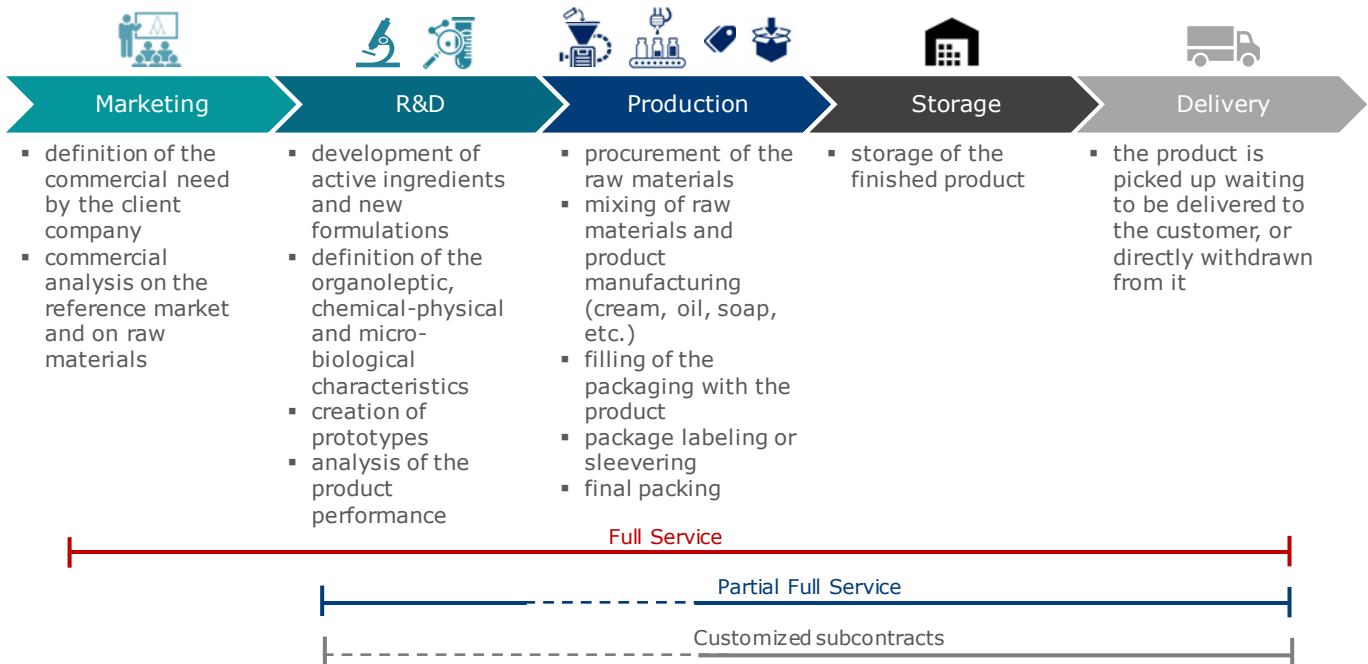 Marketing
R&D
Production
Storage
Delivery
▪ definition of the
commercial need
by the client
company
▪ commercial
analysis on the
reference market
and on raw
materials
▪ development of
active ingredients
and new
formulations
▪ definition of the
organoleptic,
chemical-physical
and micro-
biological
characteristics
▪ creation of
prototypes
▪ analysis of the
product
performance
▪ procurement of the
raw materials
▪ mixing of raw
materials and
product
manufacturing
(cream, oil, soap,
etc.)
▪ filling of the
packaging with the
product
▪ package labeling or
sleevering
▪ final packing
▪ storage of the
finished product
▪ the product is
picked up waiting
to be delivered to
the customer, or
directly withdrawn
from it
Full Service
Partial Full Service
Customized subcontracts